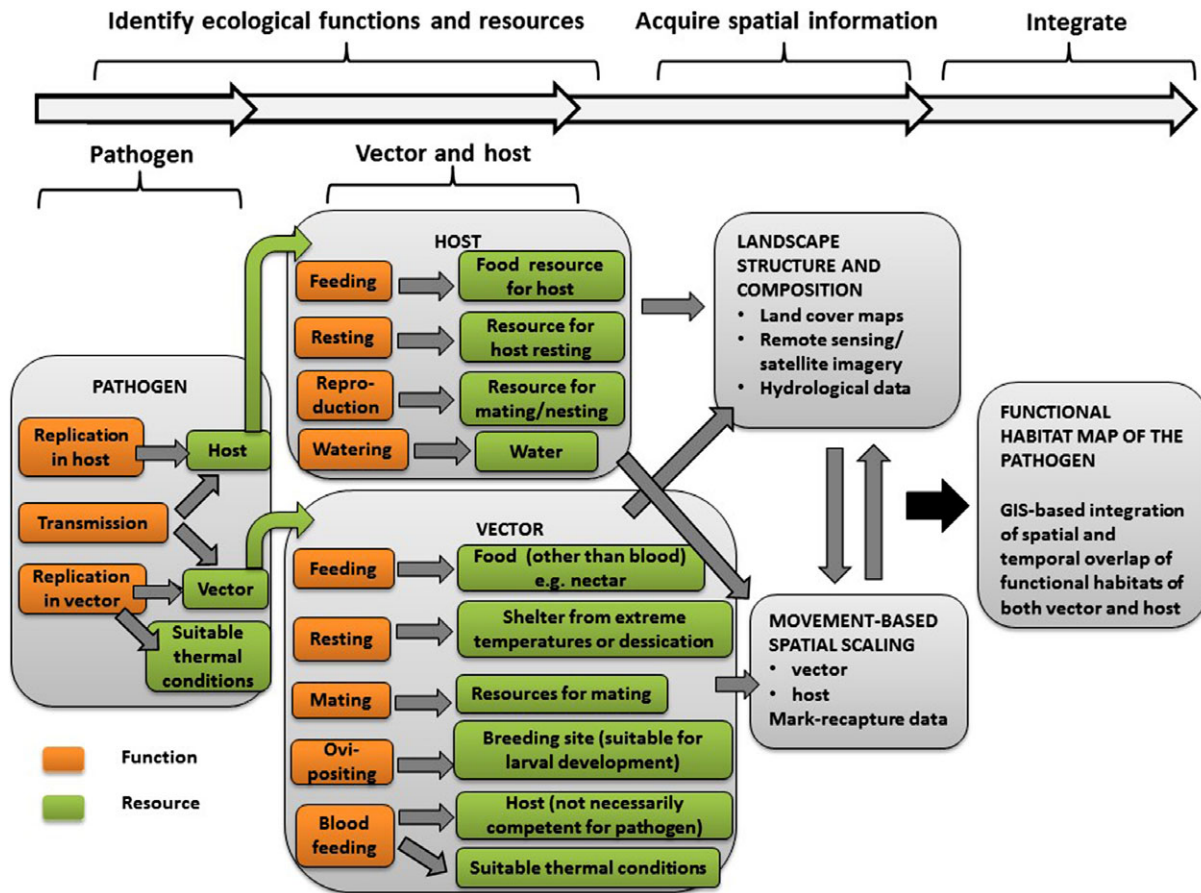 Identify ecological functions and resources
Acquire spatial information
Integrate
Pathogen
Vector and host
PATHOGEN
Replication
in host
Host
Transmission
Replication
in vector
Vector
Suitable
thermal
conditions
Function
Resource
HOST
Feeding
Food resource
for host
Resting
Resource for
host resting
Repro-
duction
Resource for
mating/nesting
Watering
Water
VECTOR
Feeding
Food (other than blood)
e.g. nectar
Resting
Shelter from extreme
temperatures or dessication
Mating
Resources for mating
Ovi-
positing
Breeding site (suitable for
larval development)
Blood
feeding
Host (not necessarily
competent for pathogen)
Suitable thermal conditions
LANDSCAPE
STRUCTURE AND
COMPOSITION
• Land cover maps
• Remote sensing/
satellite imagery
• Hydrological data
MOVEMENT-BASED
SPATIAL SCALING
• vector
• host
Mark-recapture data
FUNCTIONAL
HABITAT MAP OF THE
PATHOGEN
GIS-based integration
of spatial and
temporal overlap of
functional habitats of
both vector and host